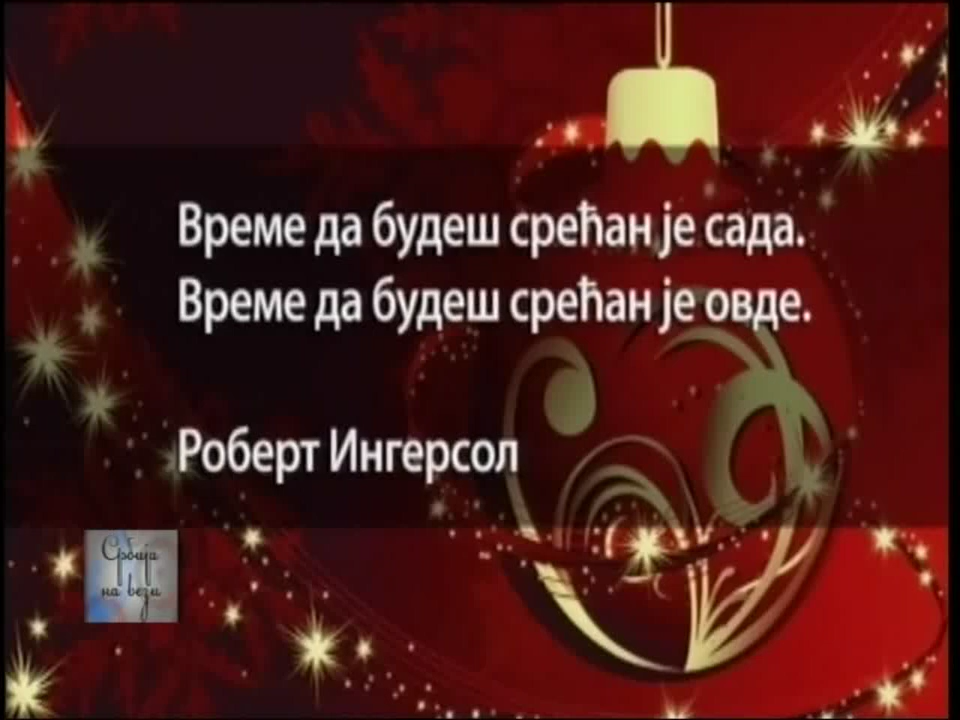 Време да будеш срећан је сада.
Време да будеш срећан је овде.
Роберт Ингерсол
Србија
на вези